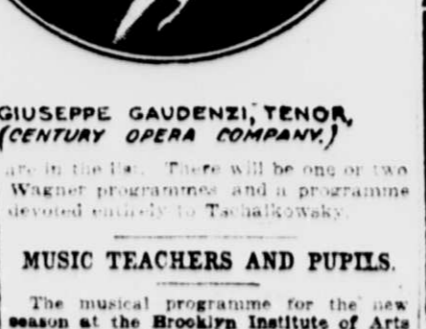 GIUSEPPE GAUDENZI, TENOR,
(CENTURY OPERA COMPANY.)
are in the list. There will be one or two
Wagner programmes and a programme
devoted entirely to Tschaikowsky.
MUSIC TEACHERS AND PUPILS.
The musical programme for the new
season at the Brooklyn Institute of Arts